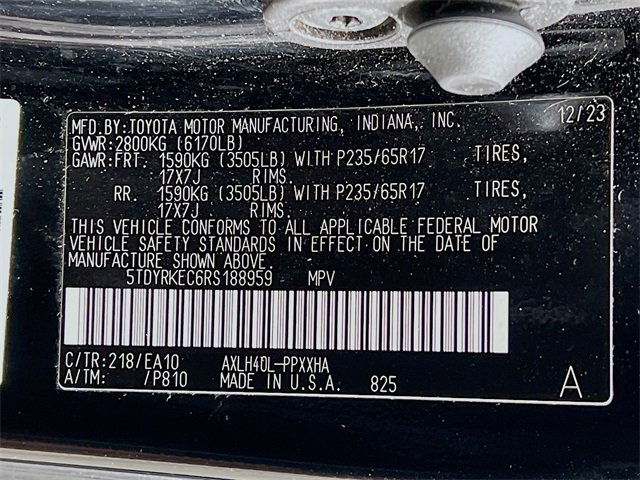 MFD.BY:TOYOTA MOTOR MANUFACTURING, INDIANA, INC. 12/23
GVWR:2800KG (6170LB)
GAWR:FRT. 1590KG (3505LB) WITH P235/65R17 TIRES,
17X7J RIMS.
RR. 1590KG (3505LB) WITH P235/65R17 TIRES,
17X7J RIMS
THIS VEHICLE CONFORMS TO ALL APPLICABLE FEDERAL MOTOR
VEHICLE SAFETY STANDARDS IN EFFECT ON THE DATE OF
MANUFACTURE SHOWN ABOVE.
5TDYRKEC6RS188959 MPV
C/TR:218/EA10 AXLH40L-PPXXHA
A/TM: /P810 MADE IN U.S.A. 825 A